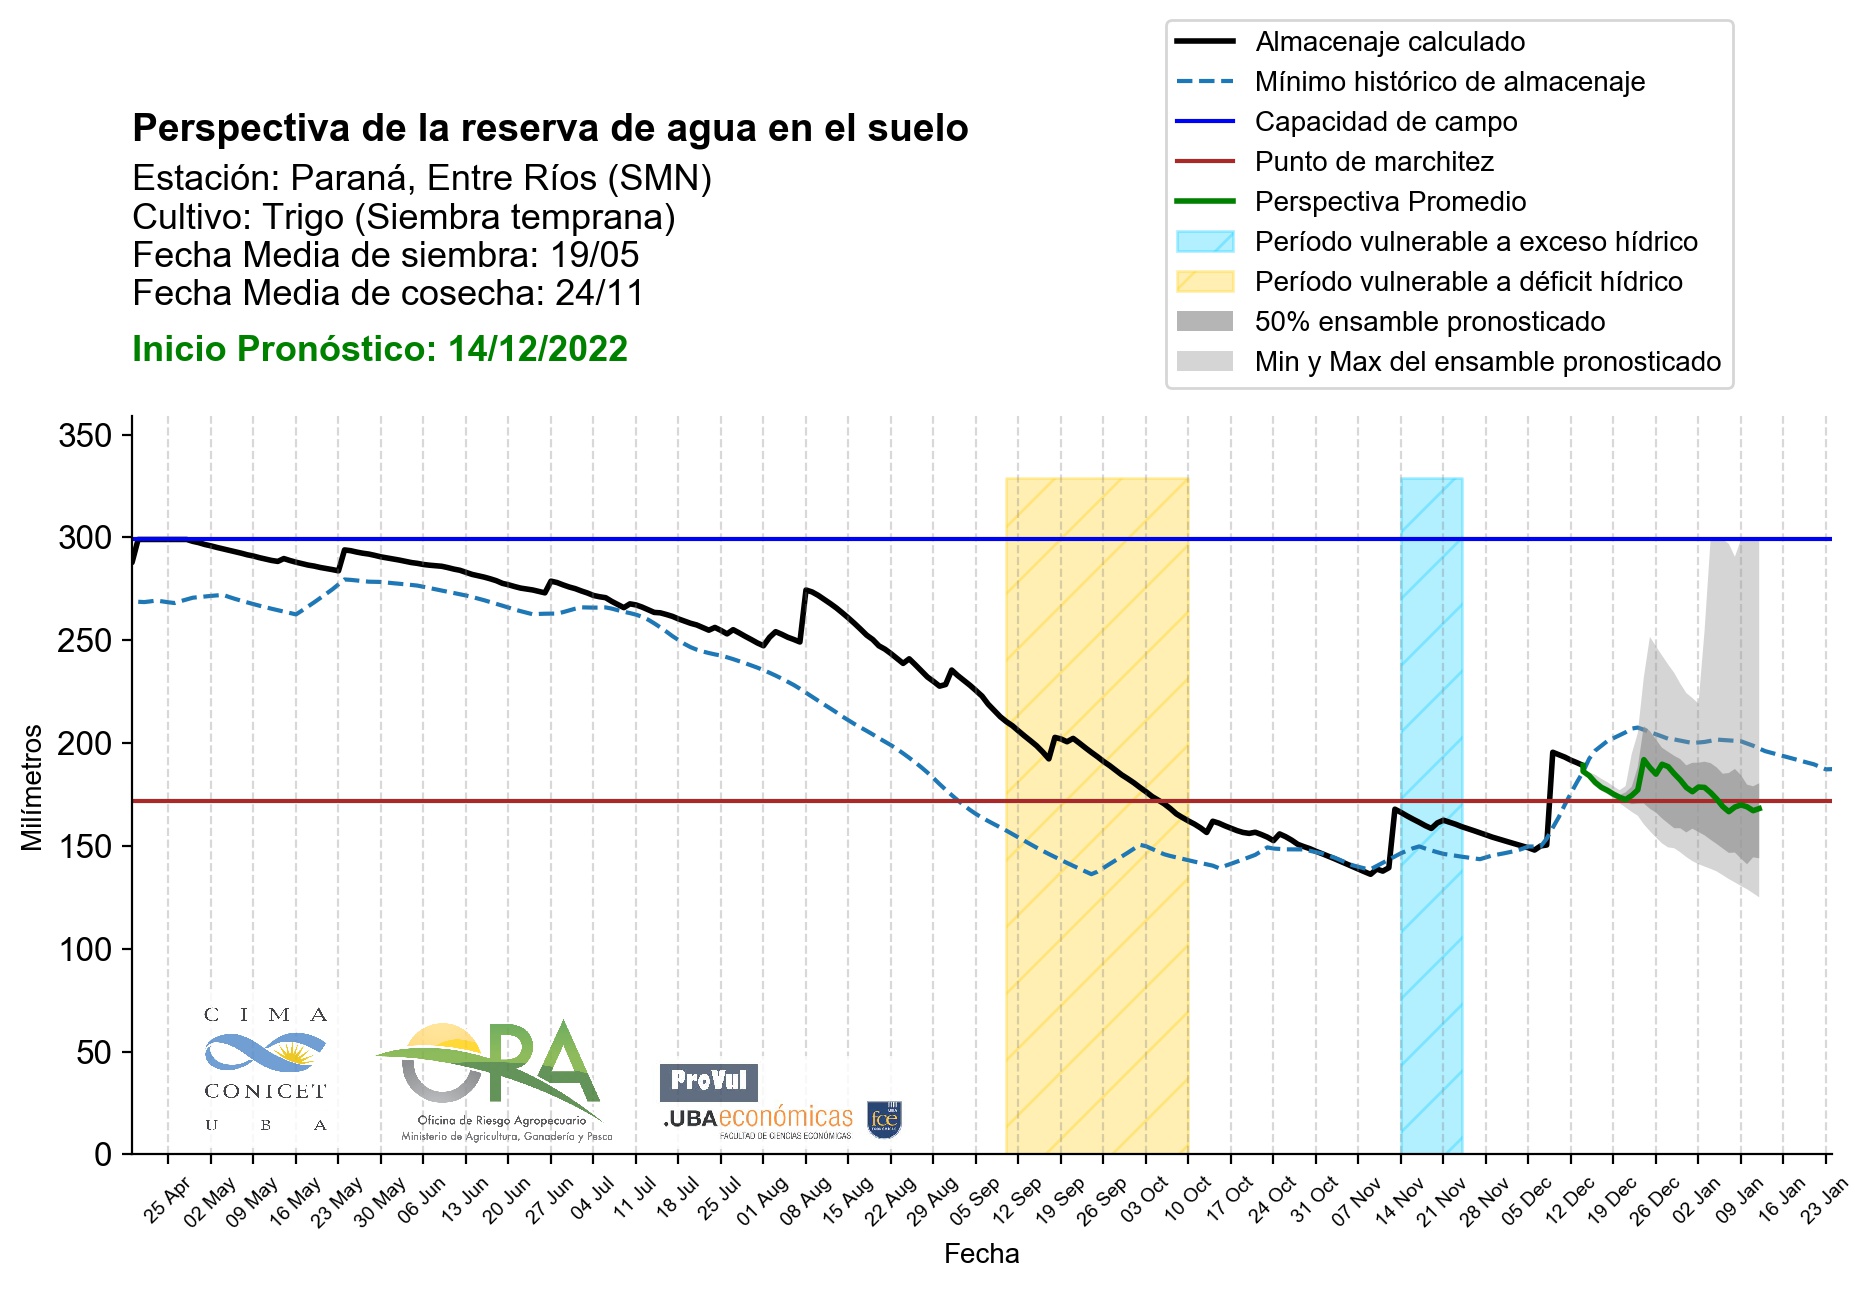 Almacenaje calculado
Mínimo histórico de almacenaje
Capacidad de campo
Punto de marchitez
Perspectiva Promedio
Período vulnerable a exceso hídrico
Período vulnerable a déficit hídrico
50% ensamble pronosticado
Min y Max del ensamble pronosticado
Perspectiva de la reserva de agua en el suelo
Estación: Paraná, Entre Ríos (SMN)
Cultivo: Trigo (Siembra temprana)
Fecha Media de siembra: 19/05
Fecha Media de cosecha: 24/11
Inicio Pronóstico: 14/12/2022
350
300
250
200
150
100
50
0
Milímetros
CIMA
CONICET
UBA
ORA
Oficina de Riesgo Agropecuario
Ministerio de Agricultura, Ganadería y Pesca
ProVul
.UBAeconómicas
FACULTAD DE CIENCIAS ECONÓMICAS
UBA
fce
ECONÓMICAS
25 Apr
02 May
09 May
16 May
23 May
30 May
06 Jun
13 Jun
20 Jun
27 Jun
04 Jul
11 Jul
18 Jul
25 Jul
01 Aug
08 Aug
15 Aug
22 Aug
29 Aug
05 Sep
12 Sep
19 Sep
26 Sep
03 Oct
10 Oct
17 Oct
24 Oct
31 Oct
07 Nov
14 Nov
21 Nov
28 Nov
05 Dec
12 Dec
19 Dec
26 Dec
02 Jan
09 Jan
16 Jan
23 Jan
Fecha